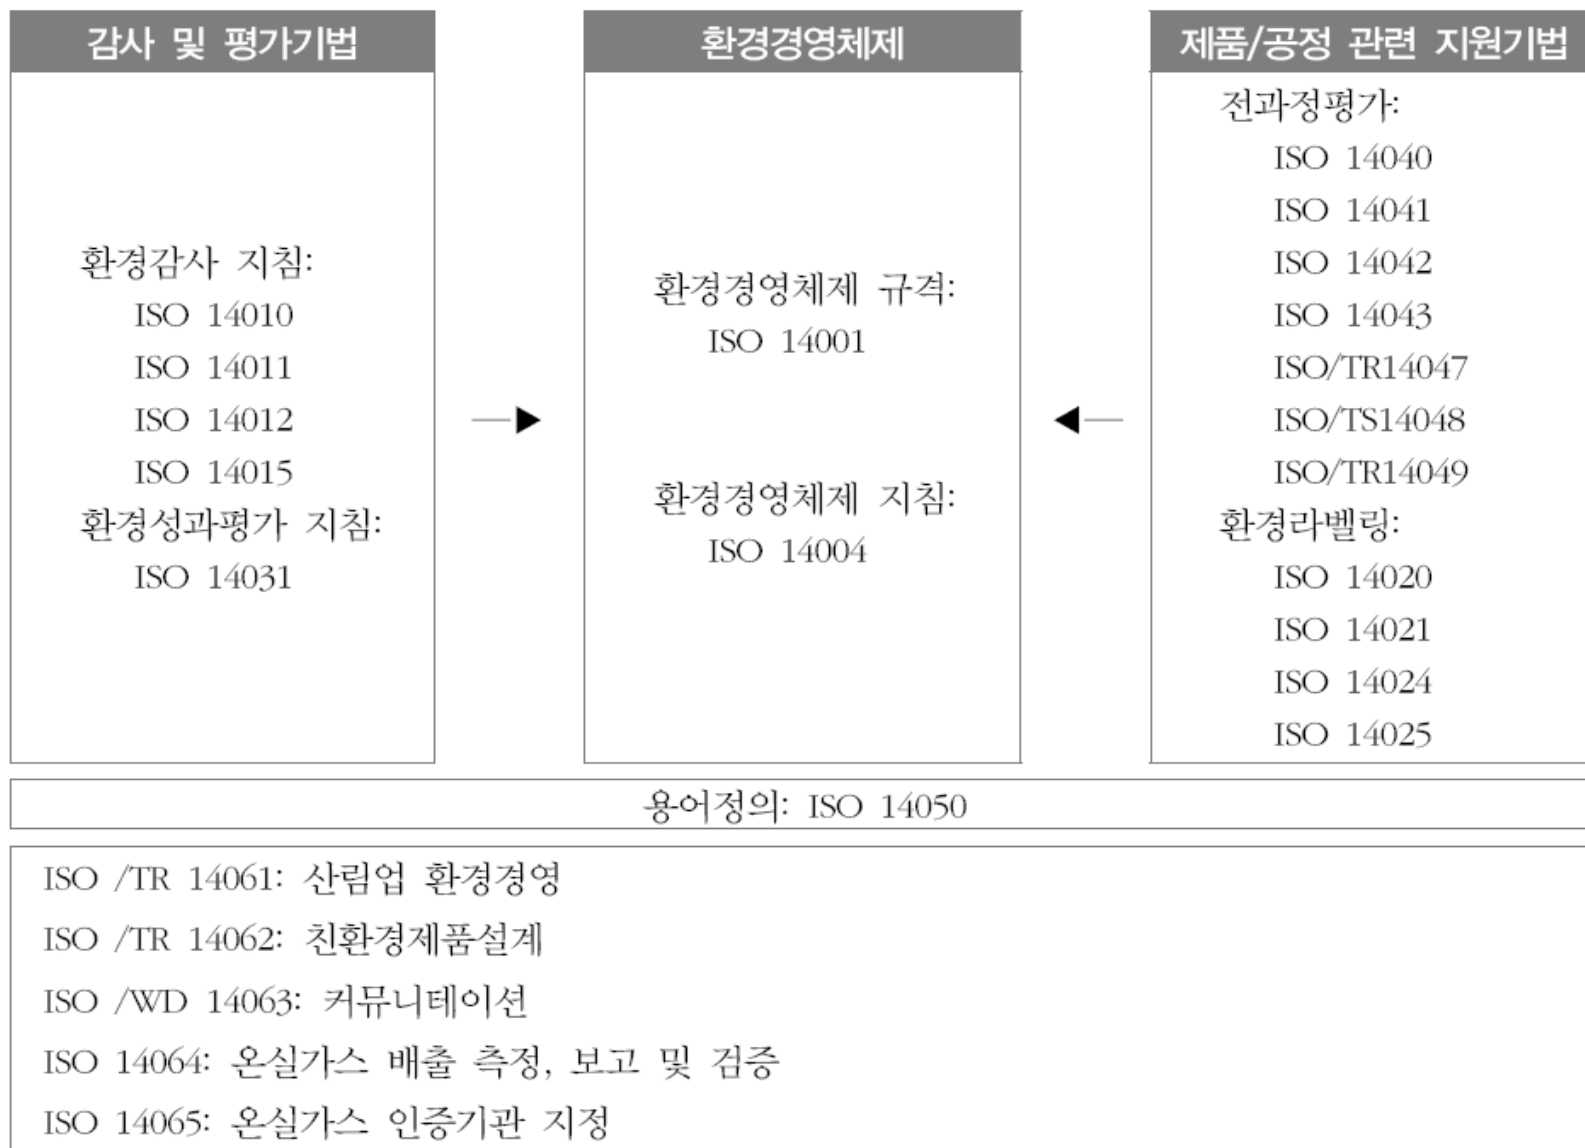 감사 및 평가기법
환경감사 지침:
ISO 14010
ISO 14011
ISO 14012
ISO 14015
환경성과평가 지침:
ISO 14031
환경경영체제
환경경영체제 규격:
ISO 14001
환경경영체제 지침:
ISO 14004
제품/공정 관련 지원기법
전과정평가:
ISO 14040
ISO 14041
ISO 14042
ISO 14043
ISO/TR14047
ISO/TS14048
ISO/TR14049
환경라벨링:
ISO 14020
ISO 14021
ISO 14024
ISO 14025
용어정의: ISO 14050
ISO /TR 14061: 산림업 환경경영
ISO /TR 14062: 친환경제품설계
ISO /WD 14063: 커뮤니테이션
ISO 14064: 온실가스 배출 측정, 보고 및 검증
ISO 14065: 온실가스 인증기관 지정